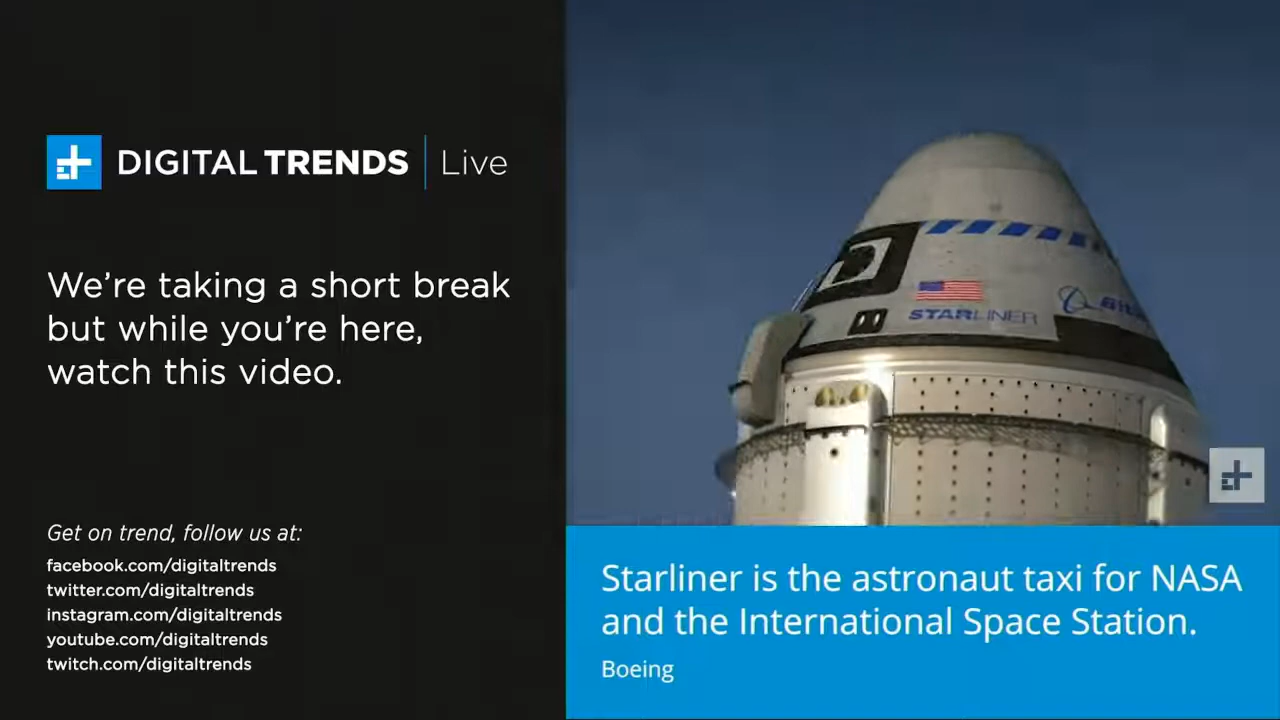 DIGITAL TRENDS | Live
We're taking a short break
but while you're here,
watch this video.
Get on trend, follow us at:
facebook.com/digitaltrends
twitter.com/digitaltrends
instagram.com/digitaltrends
youtube.com/digitaltrends
twitch.com/digitaltrends
STARLINER
Starliner is the astronaut taxi for NASA
and the International Space Station.
Boeing